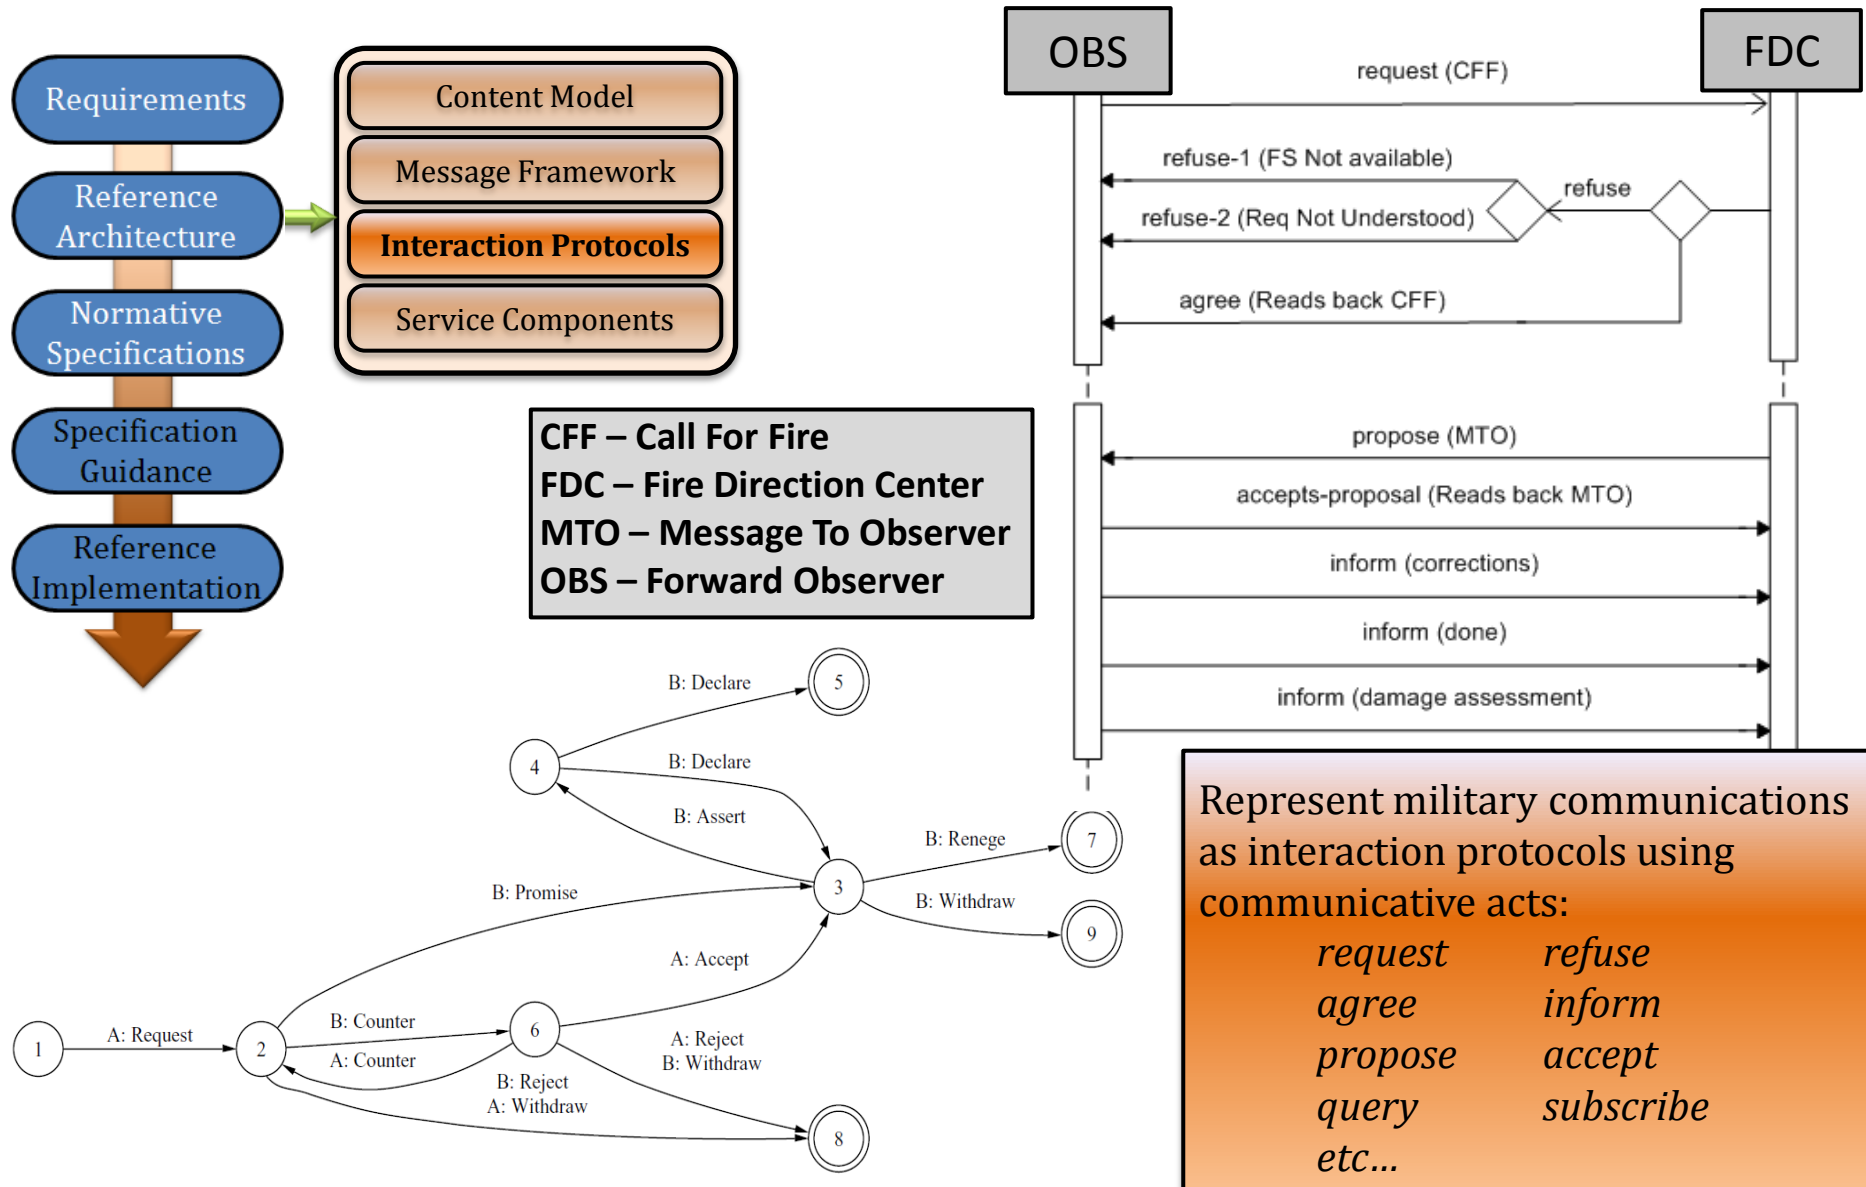 Requirements
Reference
Architecture
Normative
Specifications
Specification
Guidance
Reference
Implementation
Content Model
Message Framework
Interaction Protocols
Service Components
OBS
FDC
request (CFF)
refuse-1 (FS Not available)
refuse
refuse-2 (Req Not Understood)
agree (Reads back CFF)
propose (MTO)
accepts-proposal (Reads back MTO)
inform (corrections)
inform (done)
inform (damage assessment)
CFF – Call For Fire
FDC – Fire Direction Center
MTO – Message To Observer
OBS – Forward Observer
B: Declare
5
4
B: Declare
B: Assert
B: Renege
7
3
B: Promise
B: Withdraw
9
A: Accept
1
A: Request
2
B: Counter
A: Counter
6
A: Reject
B: Withdraw
B: Reject
A: Withdraw
8
Represent military communications
as interaction protocols using
communicative acts:
request refuse
agree inform
propose accept
query subscribe
etc...